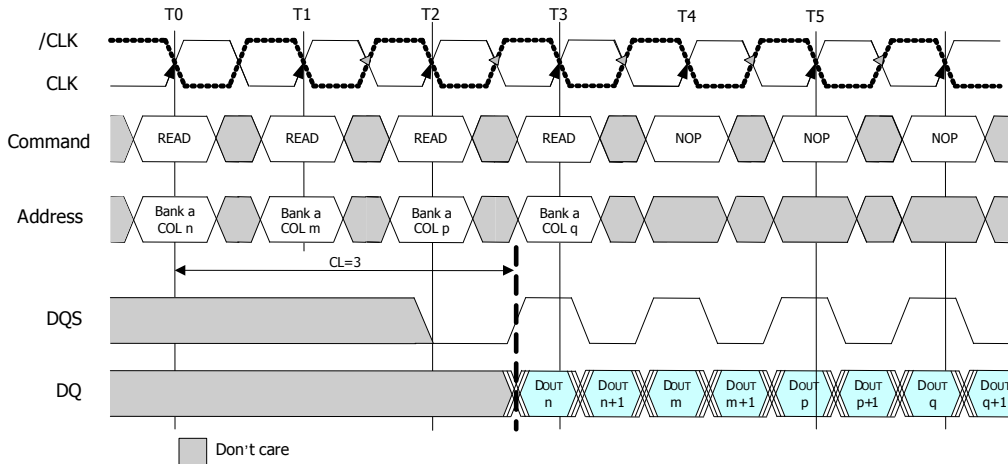 T0 T1 T2 T3 T4 T5
/CLK
CLK
Command READ READ READ READ NOP NOP NOP
Address
Bank a
COL n
Bank a
COL m
Bank a
COL p
Bank a
COL q
CL=3
DQS
DQ
DOUT
n
DOUT
n+1
DOUT
m
DOUT
m+1
DOUT
p
DOUT
p+1
DOUT
q
DOUT
q+1
Don't care